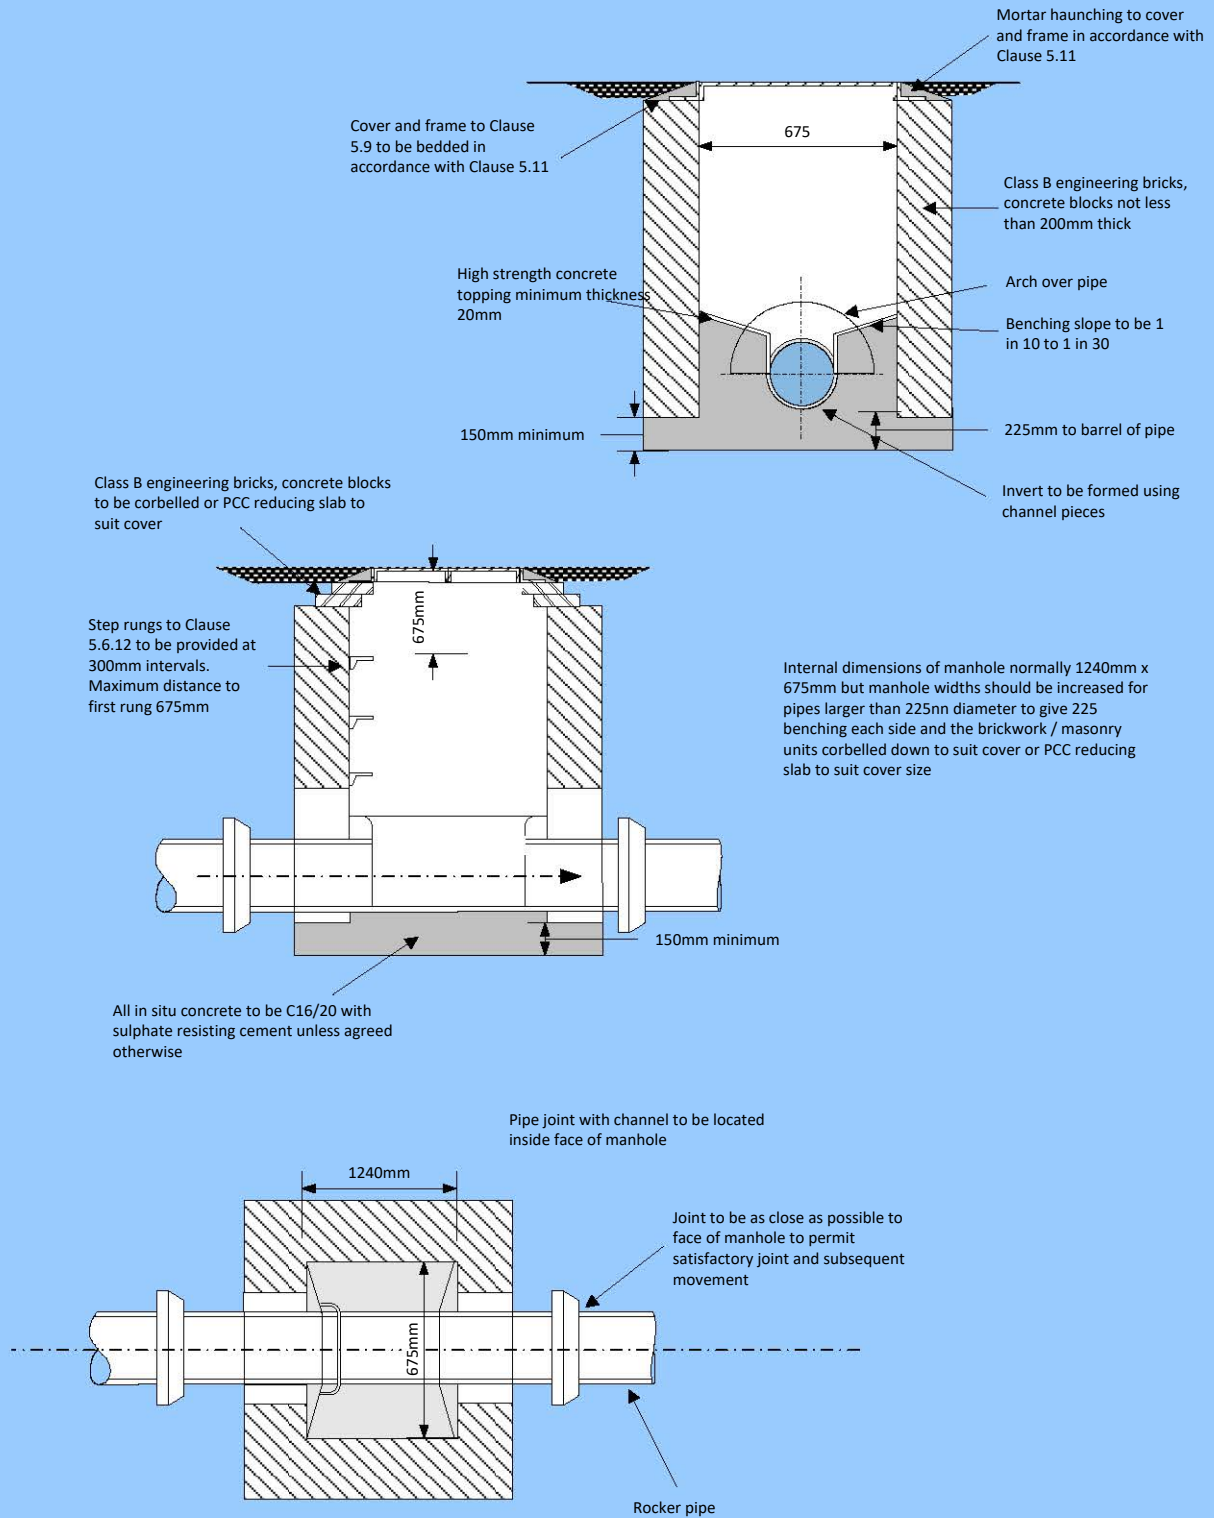 Mortar haunching to cover
and frame in accordance with
Clause 5.11
Cover and frame to Clause
5.9 to be bedded in
accordance with Clause 5.11
675
Class B engineering bricks,
concrete blocks not less
than 200mm thick
High strength concrete
topping minimum thickness
20mm
Arch over pipe
Benching slope to be 1
in 10 to 1 in 30
150mm minimum
225mm to barrel of pipe
Invert to be formed using
channel pieces
Class B engineering bricks, concrete blocks
to be corbelled or PCC reducing slab to
suit cover
675mm
Step rungs to Clause
5.6.12 to be provided at
300mm intervals.
Maximum distance to
first rung 675mm
Internal dimensions of manhole normally 1240mm x
675mm but manhole widths should be increased for
pipes larger than 225nn diameter to give 225
benching each side and the brickwork / masonry
units corbelled down to suit cover or PCC reducing
slab to suit cover size
150mm minimum
All in situ concrete to be C16/20 with
sulphate resisting cement unless agreed
otherwise
Pipe joint with channel to be located
inside face of manhole
1240mm
Joint to be as close as possible to
face of manhole to permit
satisfactory joint and subsequent
movement
675mm
Rocker pipe